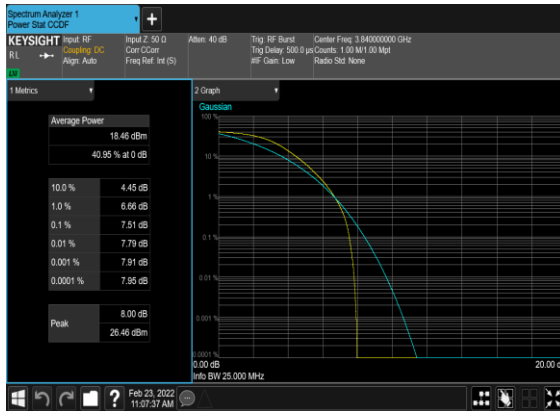 Spectrum Analyzer 1
Power Stat CCDF
+
KEYSIGHT
RL
LW
Input: RF
Coupling: DC
Align: Auto
Input Z: 50 Ω
Corr CCorr
Freq Ref: Int (S)
Atten: 40 dB
Trig: RF Burst
Trig Delay: 500.0 µs
#IF Gain: Low
Center Freq: 3.840000000 GHz
Counts: 1.00 M/1.00 Mpt
Radio Std: None
1 Metrics
Average Power
18.46 dBm
40.95 % at 0 dB
10.0 % 4.45 dB
1.0 % 6.66 dB
0.1 % 7.51 dB
0.01 % 7.79 dB
0.001 % 7.91 dB
0.0001 % 7.95 dB
Peak
8.00 dB
26.46 dBm
2 Graph
Gaussian
100 %
10 %
1 %
0.1 %
0.01 %
0.001 %
0.0001 %
0.00 dB
20.00 d
Info BW 25.000 MHz
?
Feb 23, 2022
11:07:37 AM